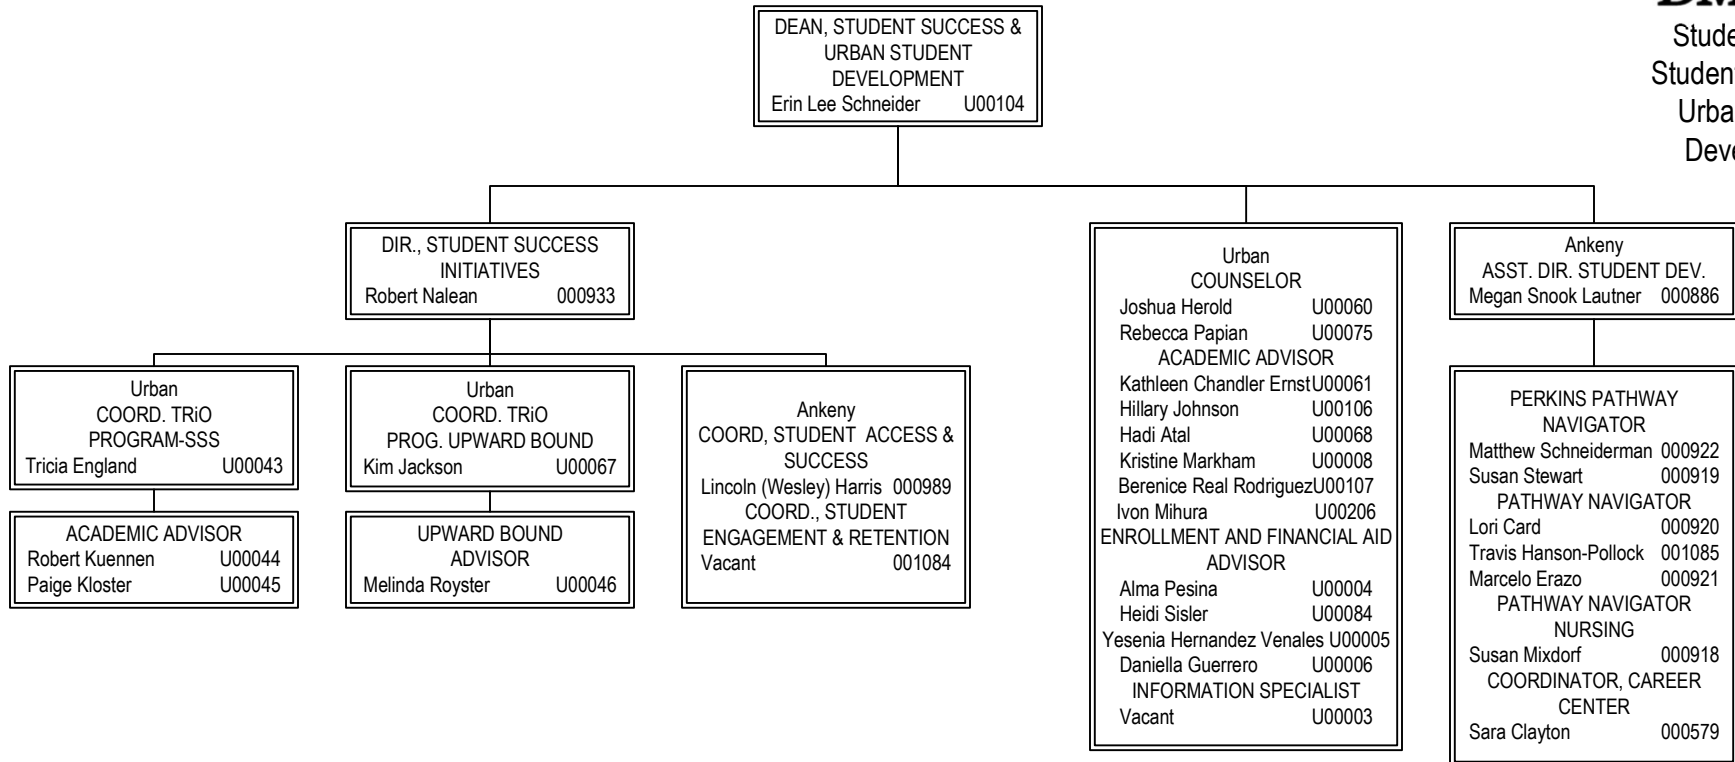 DEAN, STUDENT SUCCESS &
URBAN STUDENT
DEVELOPMENT
Erin Lee Schneider U00104
DIR., STUDENT SUCCESS
INITIATIVES
Robert Nalean 000933
Urban
COORD. TRiO
PROGRAM-SSS
Tricia England U00043
ACADEMIC ADVISOR
Robert Kuennen U00044
Paige Kloster U00045
Urban
COORD. TRiO
PROG. UPWARD BOUND
Kim Jackson U00067
UPWARD BOUND
ADVISOR
Melinda Royster U00046
Ankeny
COORD, STUDENT ACCESS &
SUCCESS
Lincoln (Wesley) Harris 000989
COORD., STUDENT
ENGAGEMENT & RETENTION
Vacant 001084
Urban
COUNSELOR
Joshua Herold U00060
Rebecca Papian U00075
ACADEMIC ADVISOR
Kathleen Chandler ErnstU00061
Hillary Johnson U00106
Hadi Atal U00068
Kristine Markham U00008
Berenice Real RodriguezU00107
Ivon Mihura U00206
ENROLLMENT AND FINANCIAL AID
ADVISOR
Alma Pesina U00004
Heidi Sisler U00084
Yesenia Hernandez Venales U00005
Daniella Guerrero U00006
INFORMATION SPECIALIST
Vacant U00003
Ankeny
ASST. DIR. STUDENT DEV.
Megan Snook Lautner 000886
PERKINS PATHWAY
NAVIGATOR
Matthew Schneiderman 000922
Susan Stewart 000919
PATHWAY NAVIGATOR
Lori Card 000920
Travis Hanson-Pollock 001085
Marcelo Erazo 000921
PATHWAY NAVIGATOR
NURSING
Susan Mixdorf 000918
COORDINATOR, CAREER
CENTER
Sara Clayton 000579